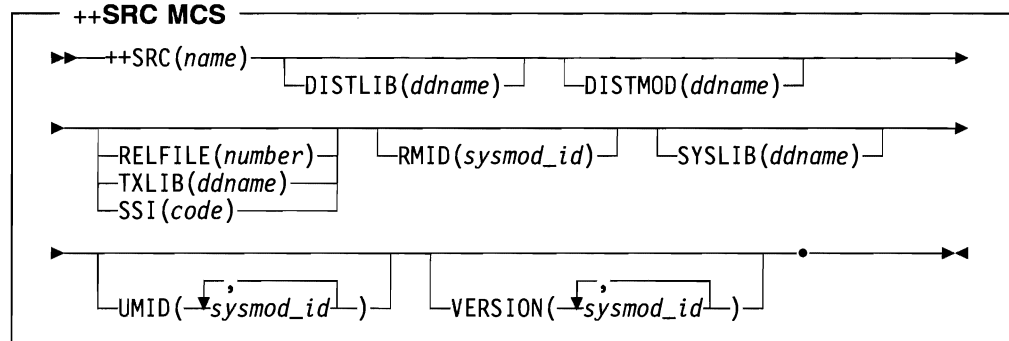 ++SRC MCS
++SRC(name)
DISTLIB(ddname) DISTMOD(ddname)
RELFILE(number) RMID(sysmod_id) SYSLIB(ddname)
TXLIB(ddname)
SSI(code)
, ,
UMID( sysmod_id ) VERSION( sysmod_id )
.